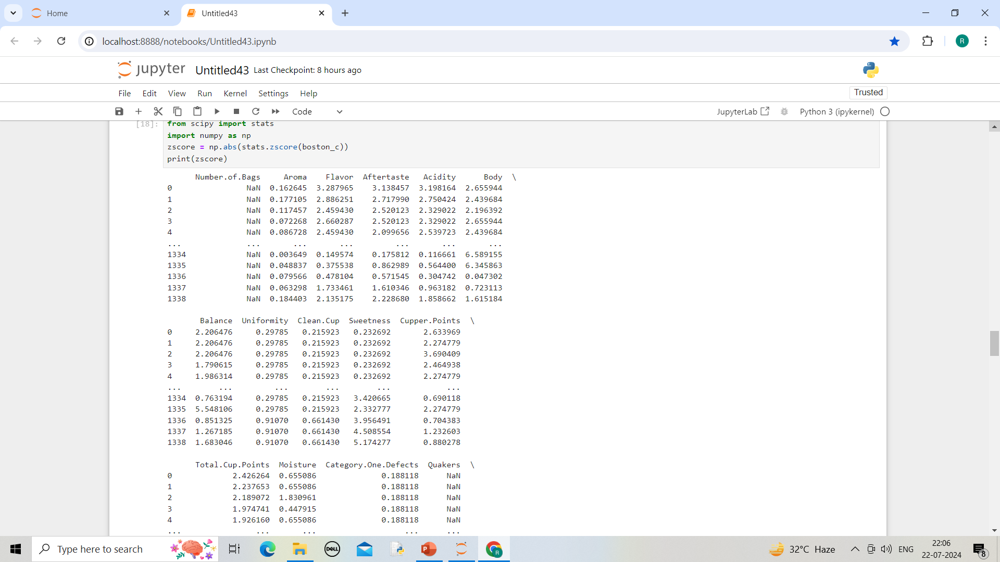 Home
Untitled43
localhost:8888/notebooks/Untitled43.ipynb
R
jupyter Untitled43 Last Checkpoint: 8 hours ago
File Edit View Run Kernel Settings Help
Trusted
Code
JupyterLab
Python 3 (ipykernel)
[18]: from scipy import stats
import numpy as np
zscore = np.abs(stats.zscore(boston_c))
print(zscore)
Number.of.Bags Aroma Flavor Aftertaste Acidity Body \
0 NaN 0.162645 3.287965 3.138457 3.198164 2.655944
1 NaN 0.177105 2.886251 2.717990 2.750424 2.439684
2 NaN 0.117457 2.459430 2.520123 2.329022 2.196392
3 NaN 0.072268 2.660287 2.520123 2.329022 2.655944
4 NaN 0.086728 2.459430 2.099656 2.539723 2.439684
... ... ... ... ... ... ...
1334 NaN 0.003649 0.149574 0.175812 0.116661 6.589155
1335 NaN 0.048837 0.375538 0.862989 0.564400 6.345863
1336 NaN 0.079566 0.478104 0.571545 0.304742 0.047302
1337 NaN 0.063298 1.733461 1.610346 0.963182 0.723113
1338 NaN 0.184403 2.135175 2.228680 1.858662 1.615184
Balance Uniformity Clean.Cup Sweetness Cupper.Points \
0 2.206476 0.29785 0.215923 0.232692 2.633969
1 2.206476 0.29785 0.215923 0.232692 2.274779
2 2.206476 0.29785 0.215923 0.232692 3.690409
3 1.790615 0.29785 0.215923 0.232692 2.464938
4 1.986314 0.29785 0.215923 0.232692 2.274779
... ... ... ... ... ...
1334 0.763194 0.29785 0.215923 3.420665 0.690118
1335 5.548106 0.29785 0.215923 2.332777 2.274779
1336 0.851325 0.91070 0.661430 3.956491 0.704383
1337 1.267185 0.91070 0.661430 4.508554 1.232603
1338 1.683046 0.91070 0.661430 5.174277 0.880278
Total.Cup.Points Moisture Category.One.Defects Quakers \
0 2.426264 0.655086 0.188118 NaN
1 2.237653 0.655086 0.188118 NaN
2 2.189072 1.830961 0.188118 NaN
3 1.974741 0.447915 0.188118 NaN
4 1.926160 0.655086 0.188118 NaN
... ... ... ... ...
Type here to search
DELL
P
R
32°C Haze
ENG
22:06
22-07-2024
8